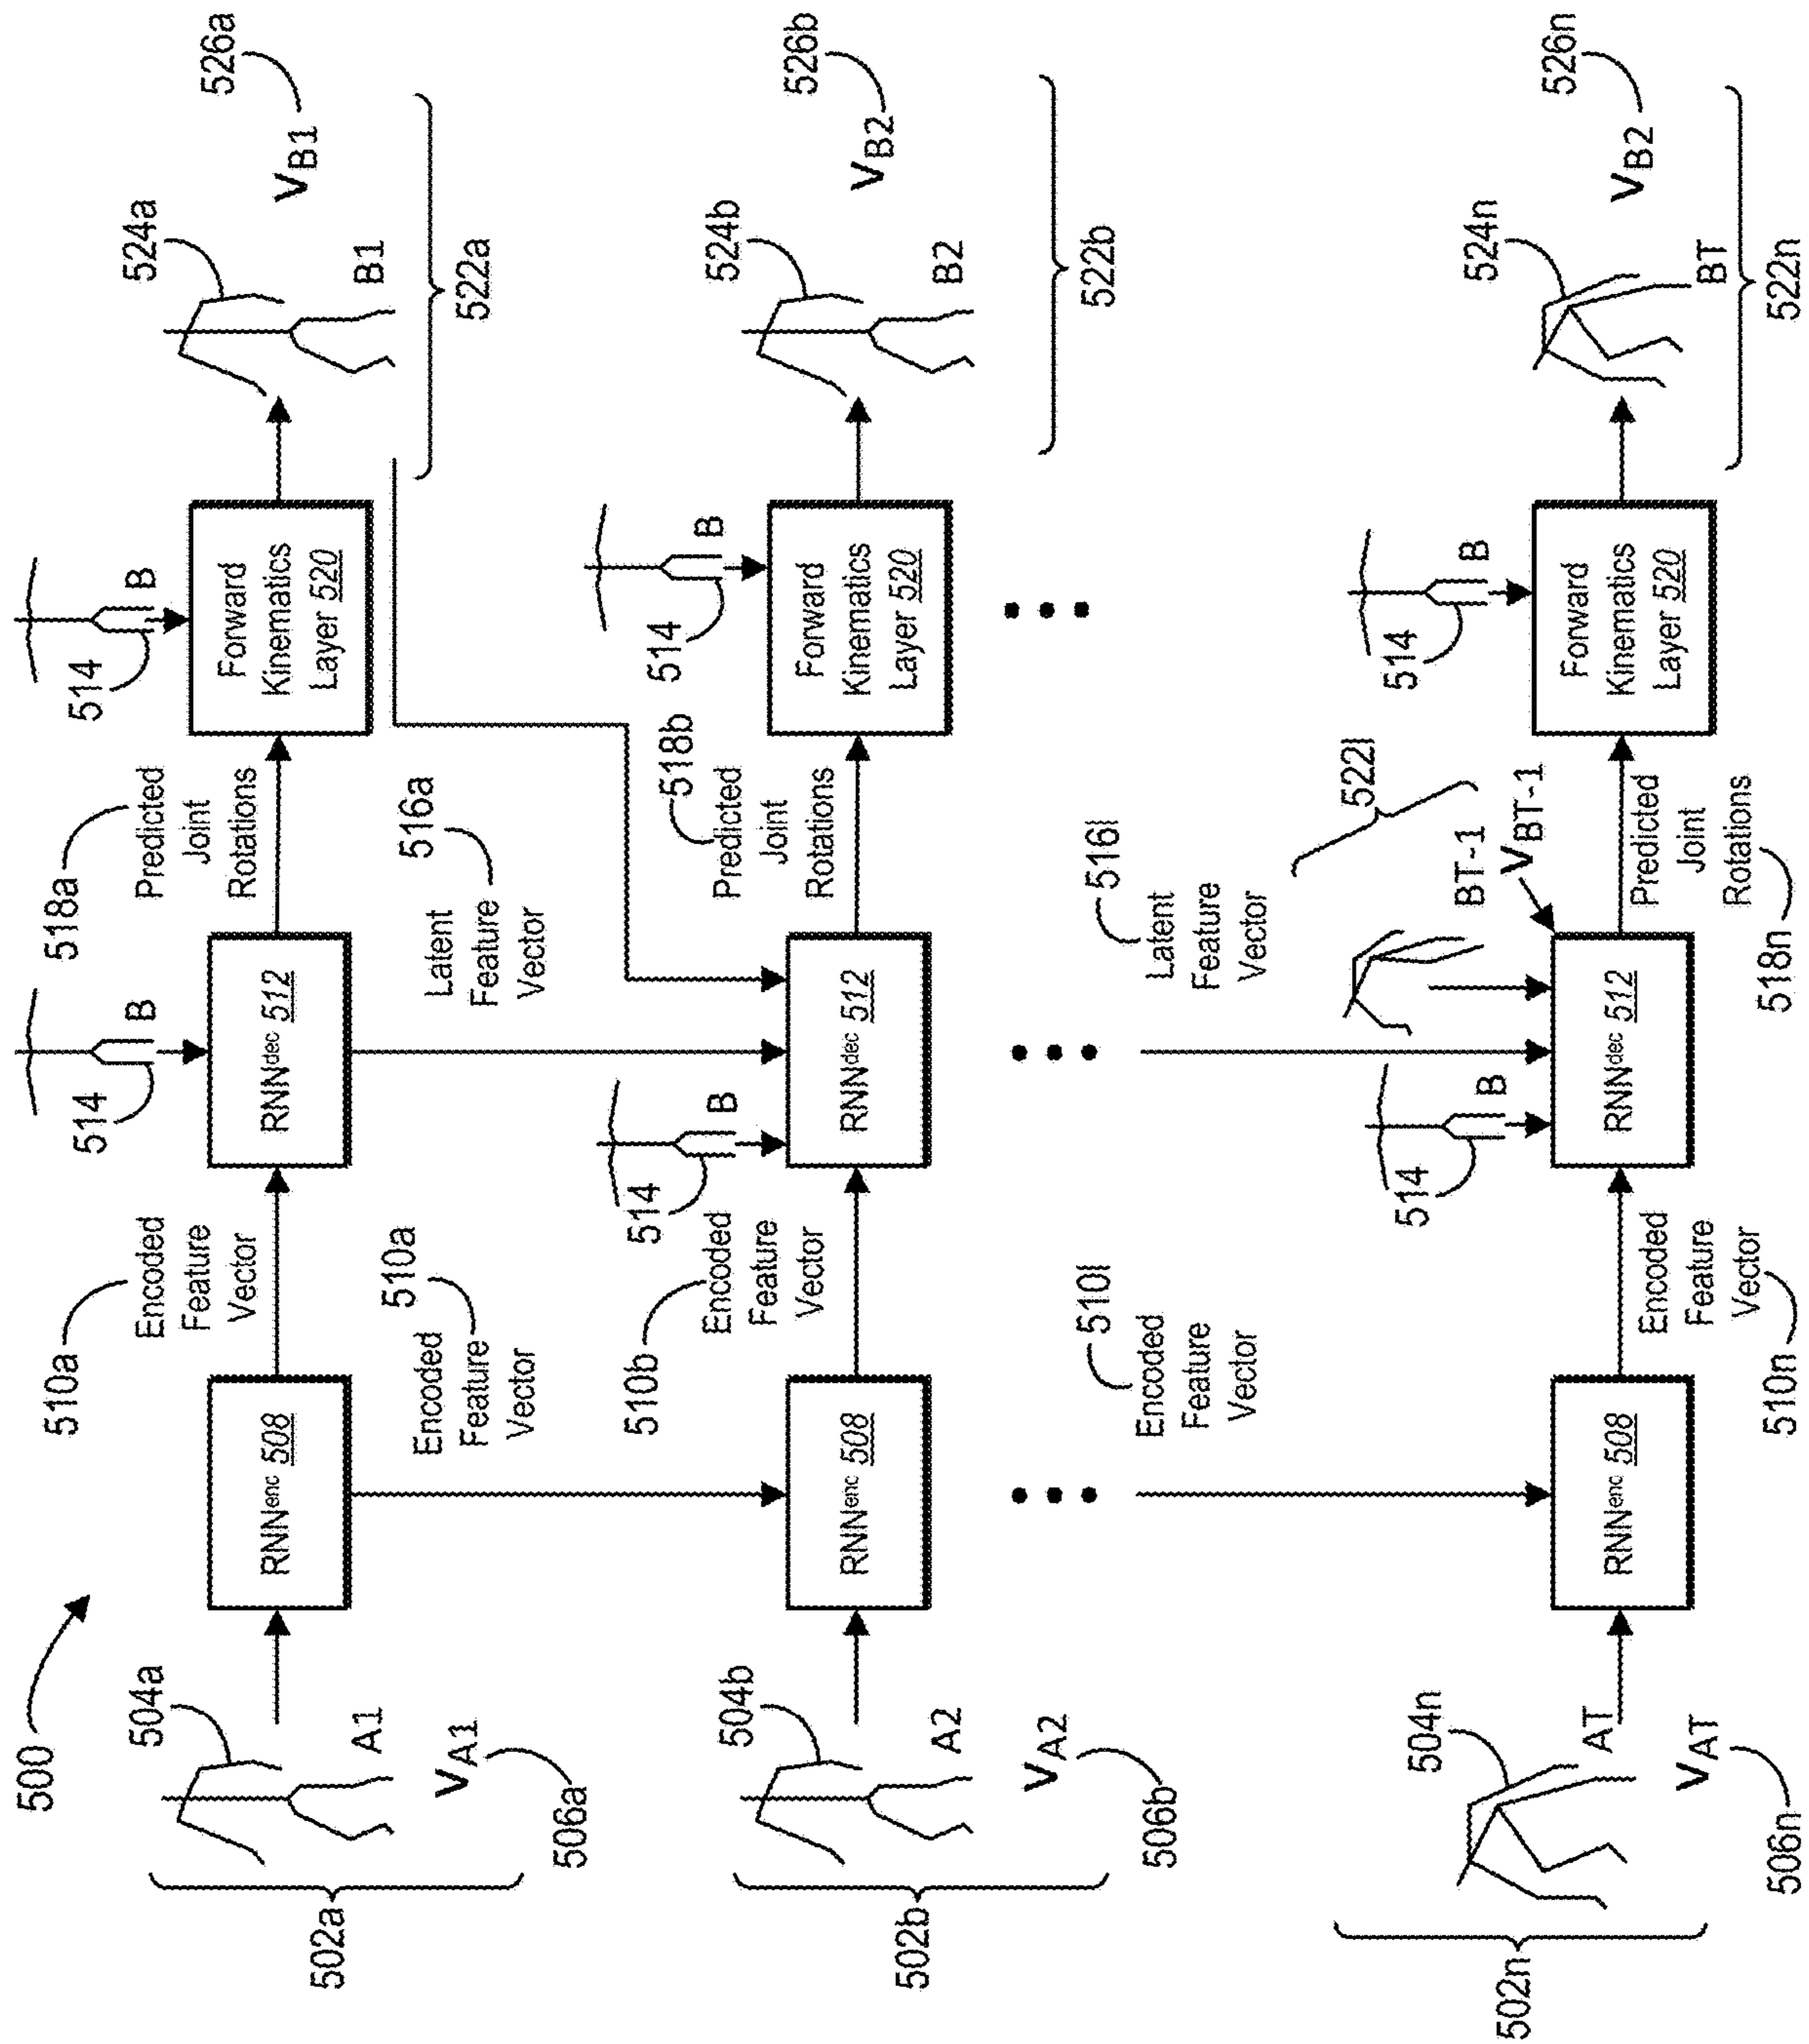 500
502a
504a
A1
VA1
506a
RNNenc 508
510a
Encoded
Feature
Vector
510a
Encoded
Feature
Vector
514
B
RNNdec 512
516a
Latent
Feature
Vector
518a
Predicted
Joint
Rotations
514
B
Forward
Kinematics
Layer 520
524a
B1
VB1
526a
522a
502b
504b
A2
VA2
506b
RNNenc 508
510b
Encoded
Feature
Vector
514
B
RNNdec 512
518b
Predicted
Joint
Rotations
514
B
Forward
Kinematics
Layer 520
524b
B2
VB2
526b
522b
510l
Encoded
Feature
Vector
516l
Latent
Feature
Vector
522l
BT-1
VBT-1
502n
504n
AT
VAT
506n
RNNenc 508
Encoded
Feature
Vector
510n
514
B
RNNdec 512
Predicted
Joint
Rotations
518n
514
B
Forward
Kinematics
Layer 520
524n
BT
VB2
526n
522n